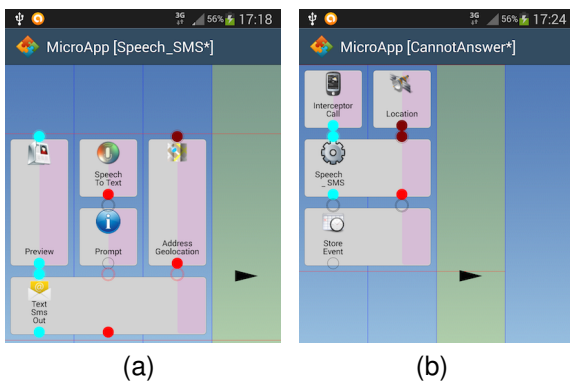 3G 56% 17:18
MicroApp [Speech_SMS*]
Speech
To Text
Preview
Prompt
Address
Geolocation
Text
Sms
Out
(a)
3G 56% 17:24
MicroApp [CannotAnswer*]
Interceptor
Call
Location
Speech
_ SMS
Store
Event
(b)